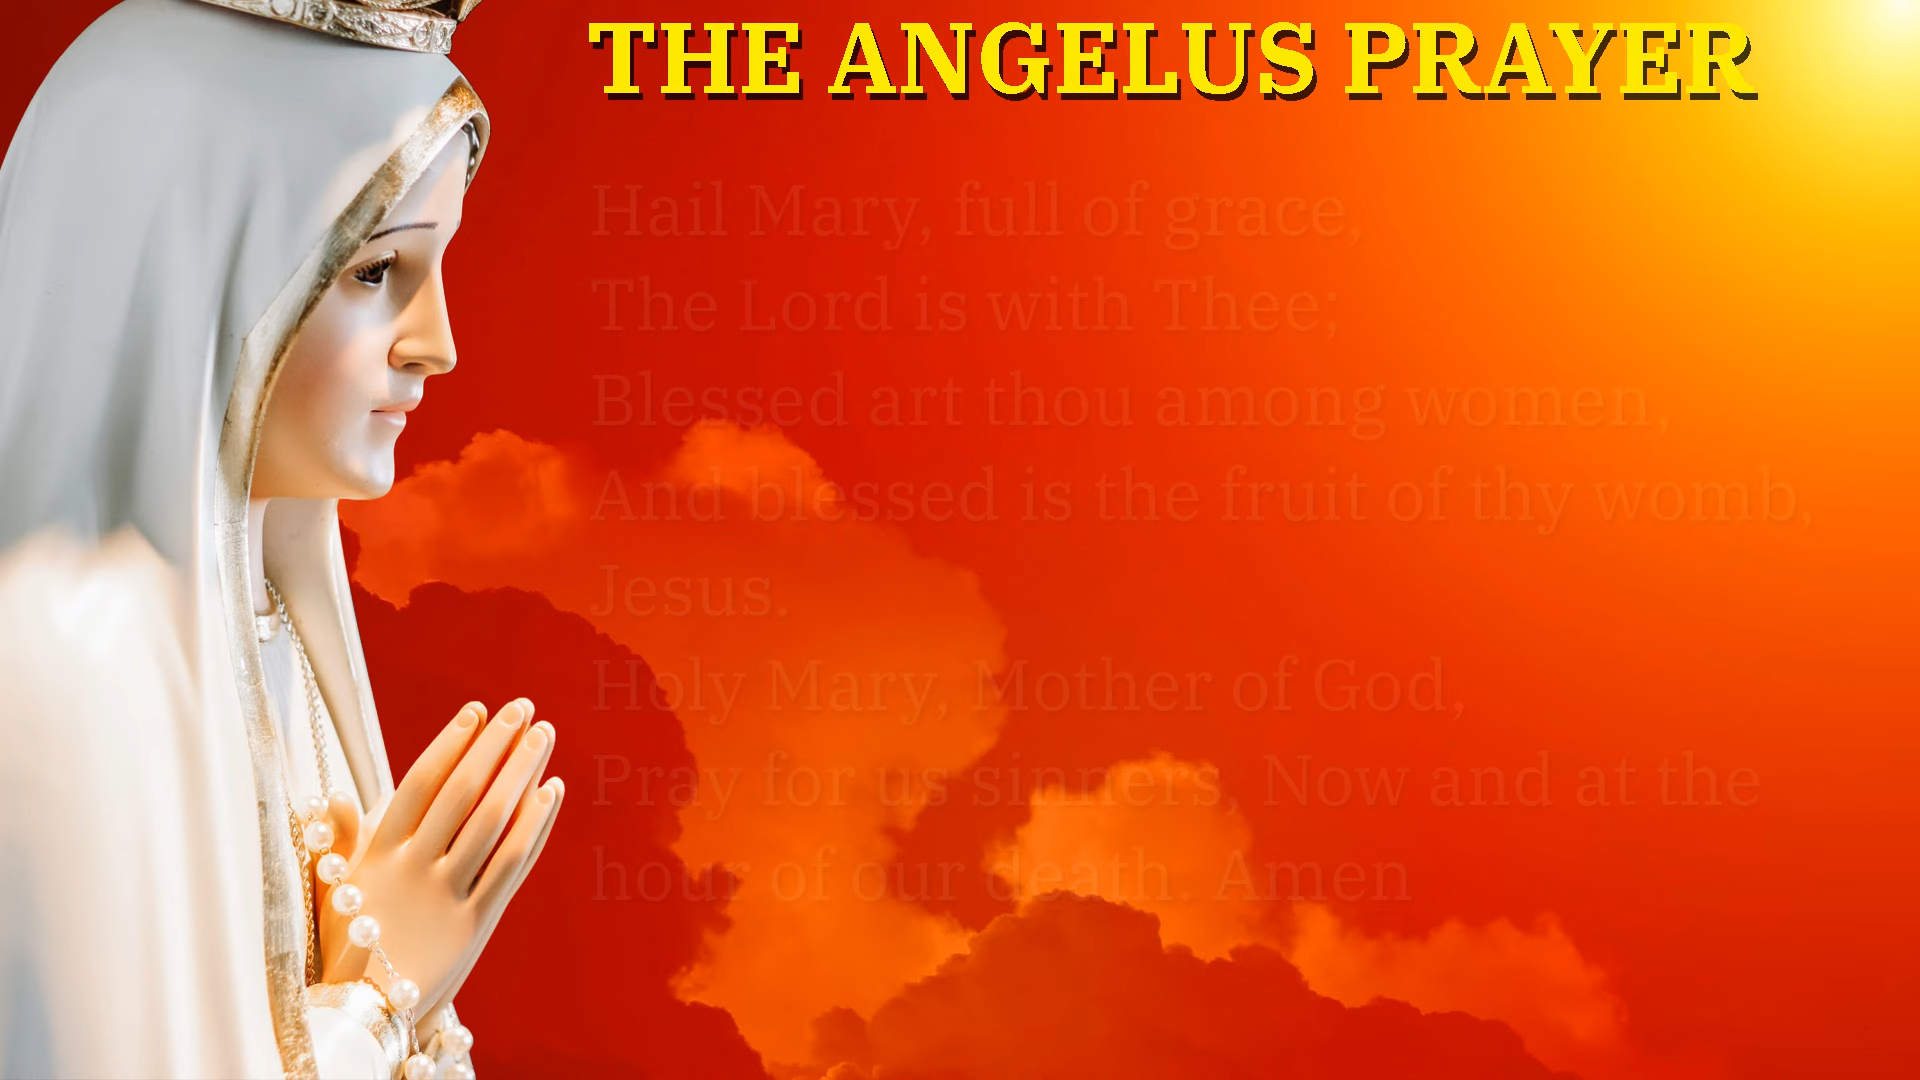 THE ANGELUS PRAYER
Hail Mary, full of grace,
The Lord is with Thee;
Blessed art thou among women,
And blessed is the fruit of thy womb,
Jesus.
Holy Mary, Mother of God,
Pray for us sinners, Now and at the
hour of our death. Amen